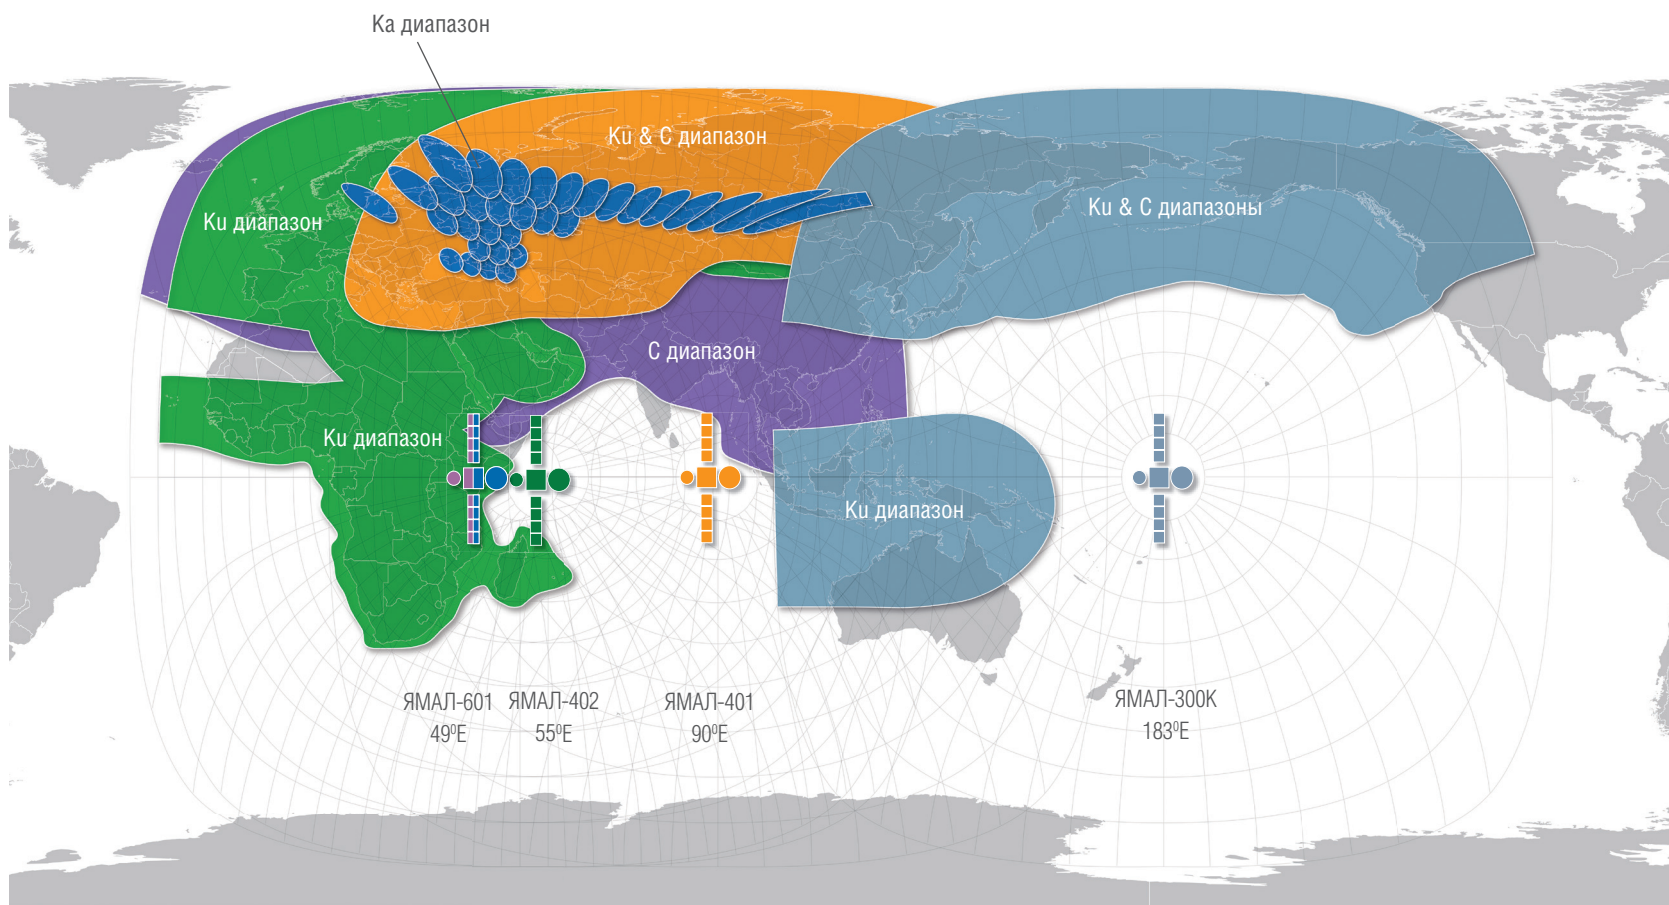 Ка диапазон
Ku & C диапазон
Ku диапазон
Ku & C диапазоны
С диапазон
Ku диапазон
Ku диапазон
ЯМАЛ-601
49⁰E
ЯМАЛ-402
55⁰E
ЯМАЛ-401
90⁰E
ЯМАЛ-300К
183⁰E